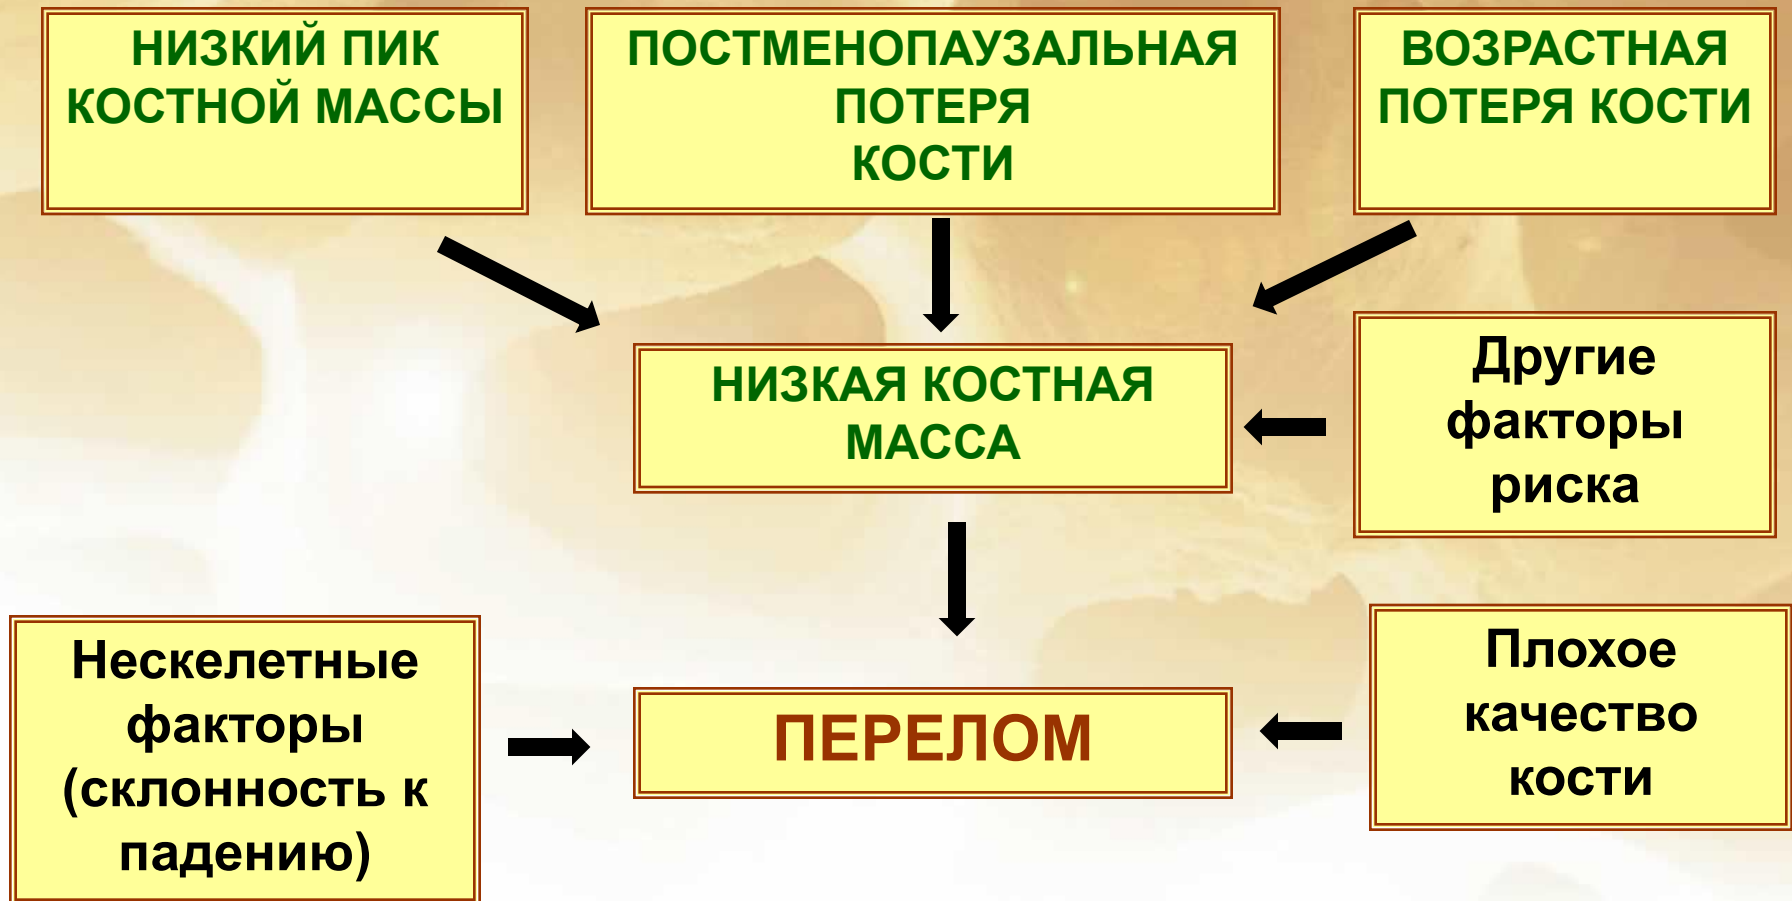 НИЗКИЙ ПИК
КОСТНОЙ МАССЫ
ПОСТМЕНОПАУЗАЛЬНАЯ
ПОТЕРЯ
КОСТИ
ВОЗРАСТНАЯ
ПОТЕРЯ КОСТИ
НИЗКАЯ КОСТНАЯ
МАССА
Другие
факторы
риска
Нескелетные
факторы
(склонность к
падению)
ПЕРЕЛОМ
Плохое
качество
кости